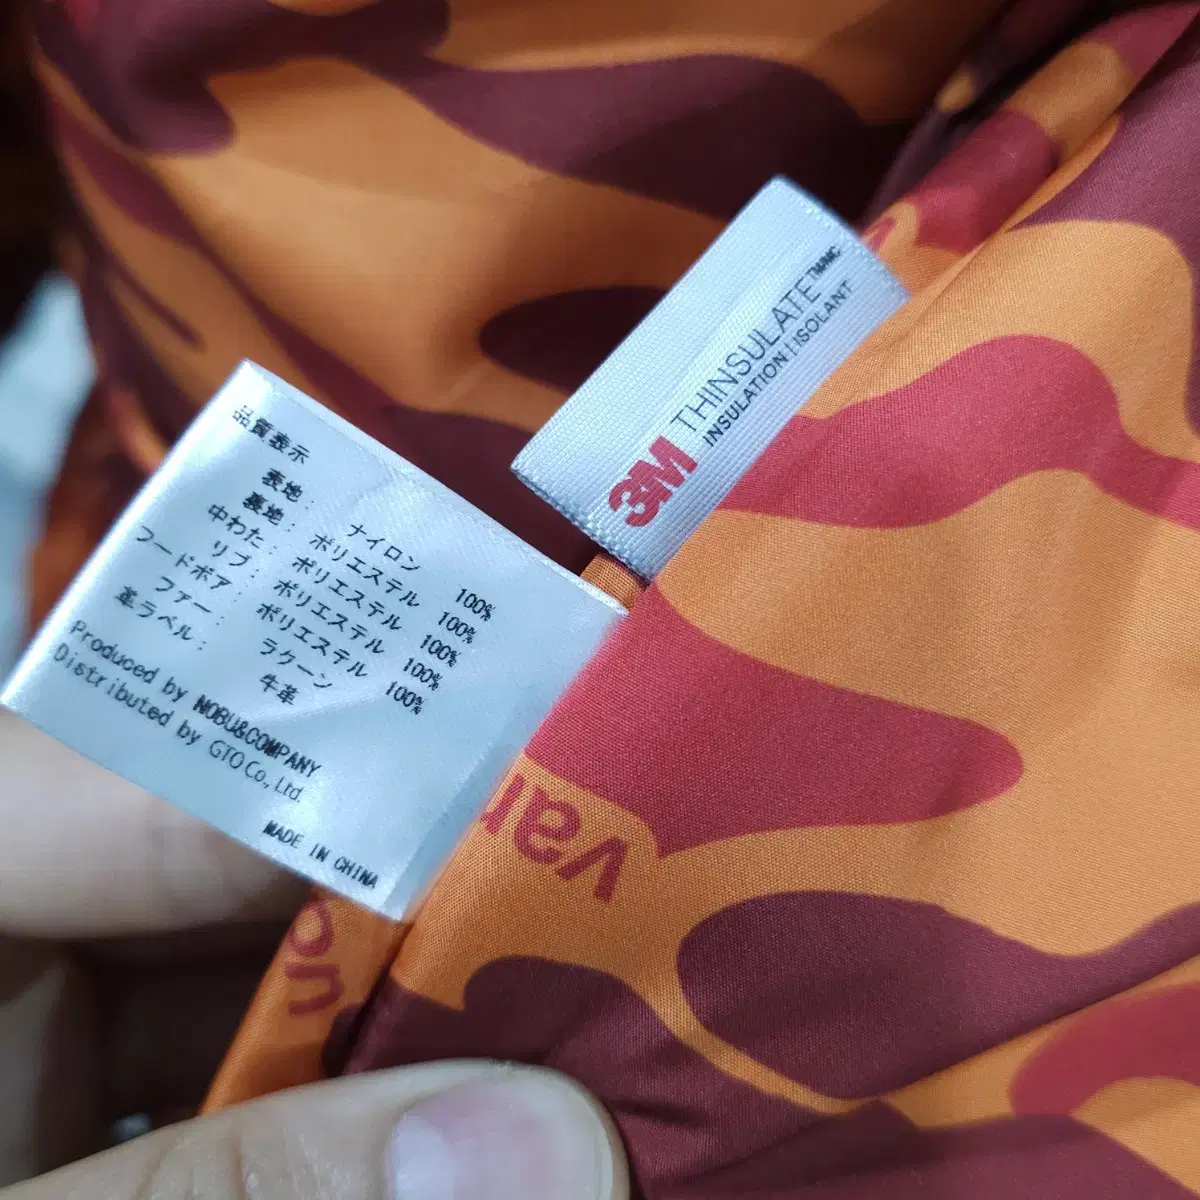 3M THINSULATE™MC
INSULATION | ISOLANT
品質表示
表地: ナイロン 100%
裏地: ポリエステル 100%
中わた: ポリエステル 100%
リブ: ポリエステル 100%
フードボア: ポリエステル 100%
ファー: ラクーン
革ラベル: 牛革
Produced by NOBU&COMPANY
Distributed by GTO Co., Ltd.
MADE IN CHINA
van
on